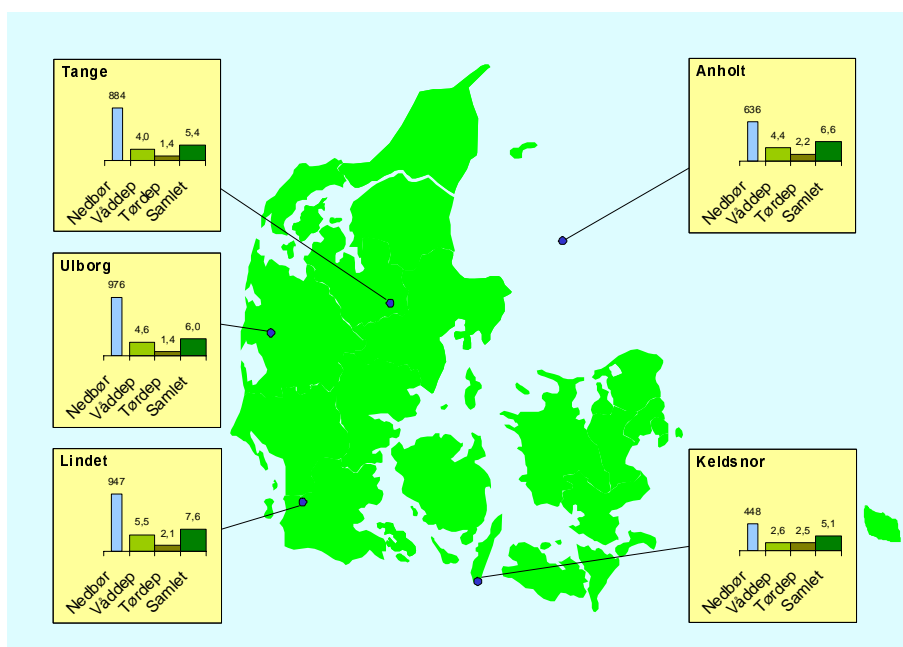 Tange
884
4,0
1,4
5,4
Nedbør
Våddep
Tørdep
Samlet
Anholt
636
4,4
2,2
6,6
Nedbør
Våddep
Tørdep
Samlet
Ulborg
976
4,6
1,4
6,0
Nedbør
Våddep
Tørdep
Samlet
Lindet
947
5,5
2,1
7,6
Nedbør
Våddep
Tørdep
Samlet
Keldsnor
448
2,6
2,5
5,1
Nedbør
Våddep
Tørdep
Samlet